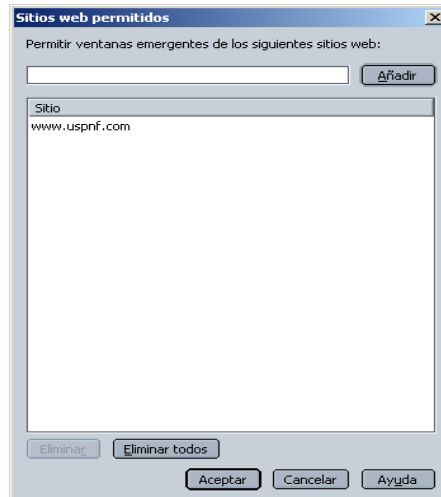 Sitios web permitidos
Permitir ventanas emergentes de los siguientes sitios web:
Añadir
Sitio
www.uspnf.com
Eliminar
Eliminar todos
Aceptar
Cancelar
Ayuda